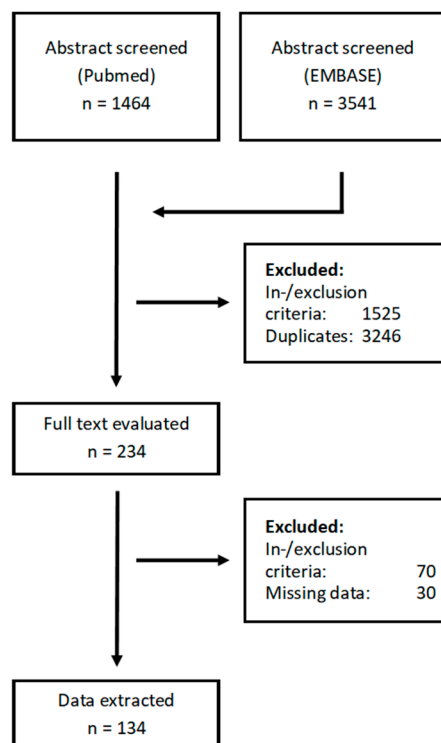 Abstract screened
(Pubmed)
n = 1464
Abstract screened
(EMBASE)
n = 3541
Excluded:
In-/exclusion
criteria: 1525
Duplicates: 3246
Full text evaluated
n = 234
Excluded:
In-/exclusion
criteria: 70
Missing data: 30
Data extracted
n = 134